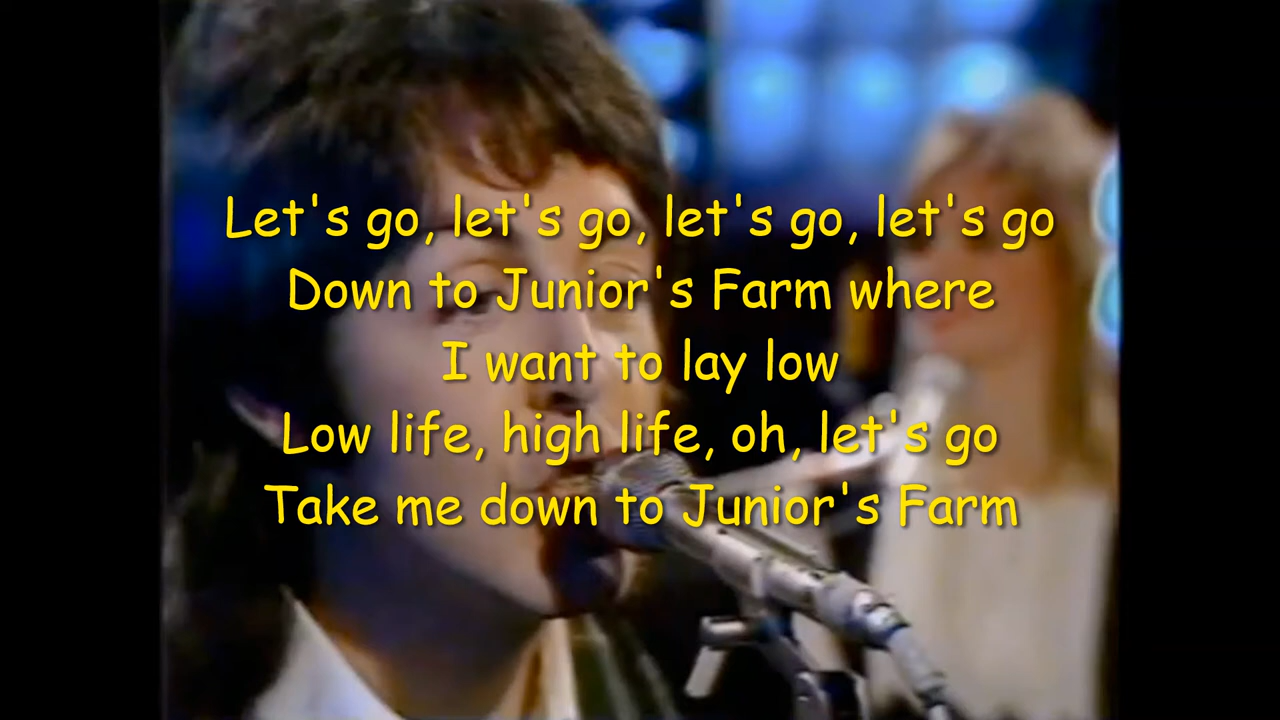 Let's go, let's go, let's go, let's go
Down to Junior's Farm where
I want to lay low
Low life, high life, oh, let's go
Take me down to Junior's Farm